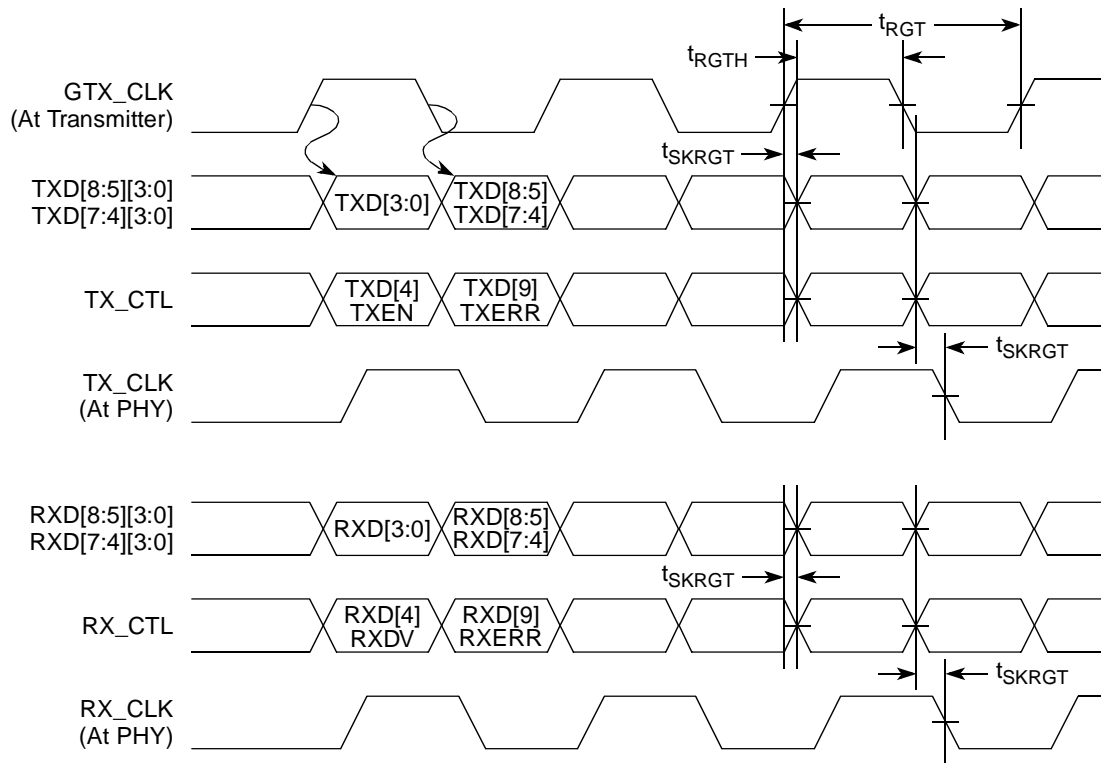 tRGT
tRGTH
GTX_CLK
(At Transmitter)
tSKRGT
TXD[8:5][3:0]
TXD[7:4][3:0]
TXD[3:0]
TXD[8:5]
TXD[7:4]
TX_CTL
TXD[4]
TXEN
TXD[9]
TXERR
tSKRGT
TX_CLK
(At PHY)
RXD[8:5][3:0]
RXD[7:4][3:0]
RXD[3:0]
RXD[8:5]
RXD[7:4]
tSKRGT
RX_CTL
RXD[4]
RXDV
RXD[9]
RXERR
tSKRGT
RX_CLK
(At PHY)